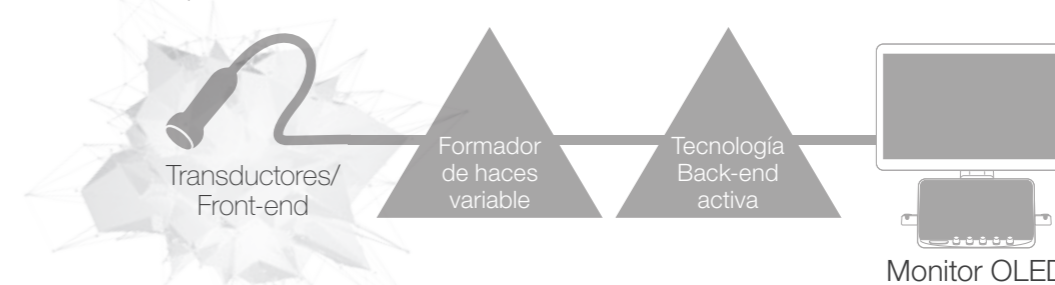 Transductores/
Front-end
Formador
de haces
variable
Tecnología
Back-end
activa
Monitor OLED